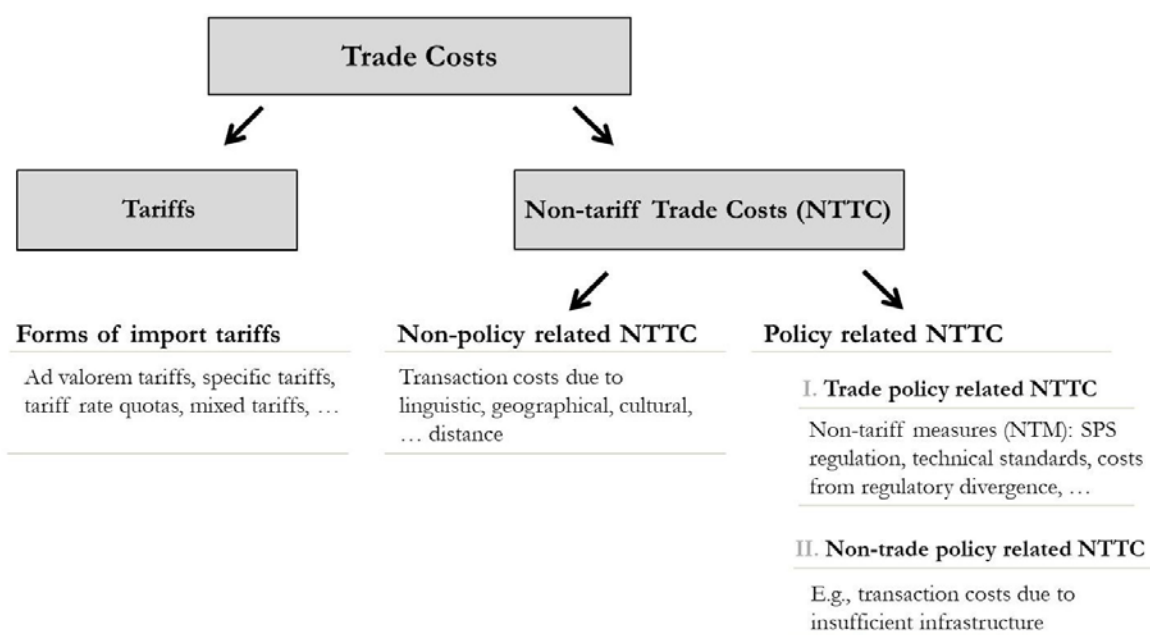 Trade Costs
Tariffs
Non-tariff Trade Costs (NTTC)
Forms of import tariffs
Ad valorem tariffs, specific tariffs,
tariff rate quotas, mixed tariffs, …
Non-policy related NTTC
Transaction costs due to
linguistic, geographical, cultural,
… distance
Policy related NTTC
I. Trade policy related NTTC
Non-tariff measures (NTM): SPS
regulation, technical standards, costs
from regulatory divergence, …
II. Non-trade policy related NTTC
E.g., transaction costs due to
insufficient infrastructure